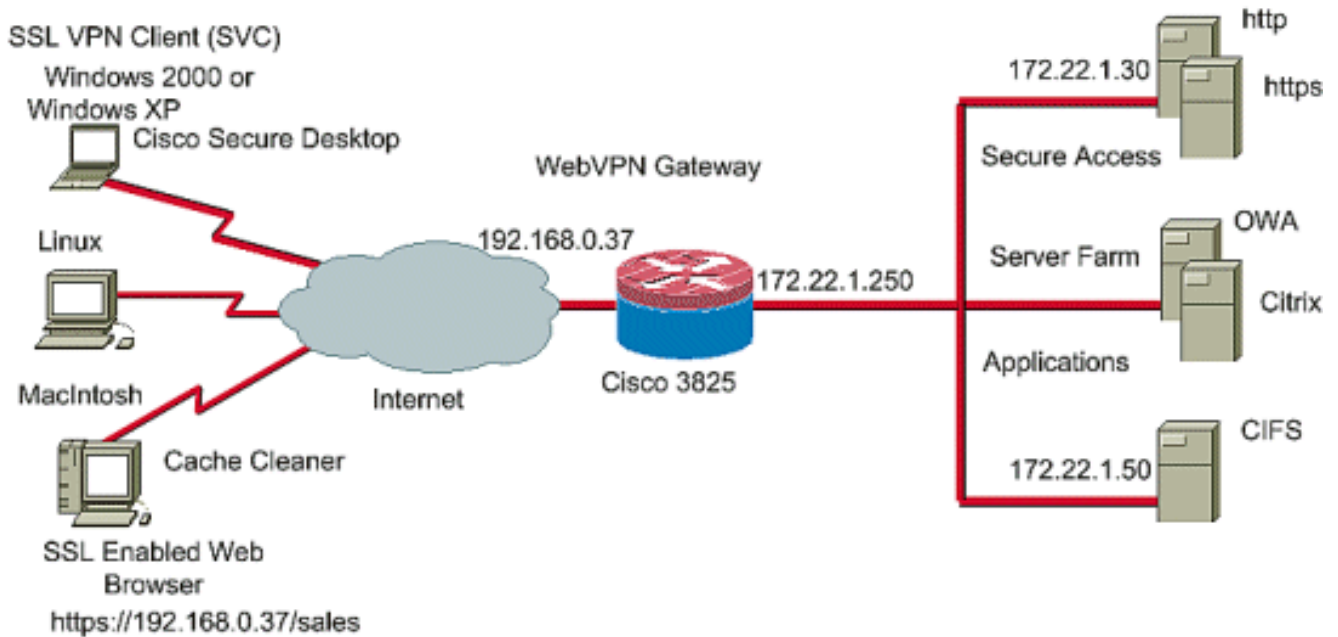 SSL VPN Client (SVC)
Windows 2000 or
Windows XP
Cisco Secure Desktop
Linux
MacIntosh
Cache Cleaner
SSL Enabled Web
Browser
https://192.168.0.37/sales
Internet
192.168.0.37
WebVPN Gateway
172.22.1.250
Cisco 3825
http
172.22.1.30
https
Secure Access
OWA
Server Farm
Citrix
Applications
CIFS
172.22.1.50